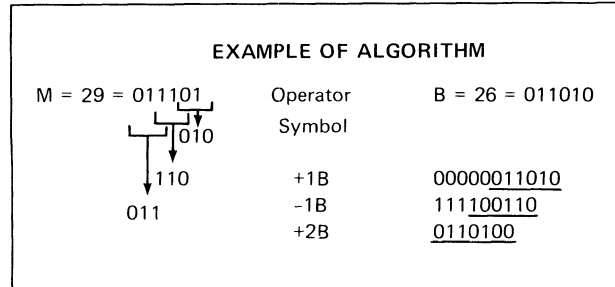 EXAMPLE OF ALGORITHM
M = 29 = 011101 Operator B = 26 = 011010
010 Symbol
110 +1B 00000011010
011 -1B 111100110
+2B 0110100